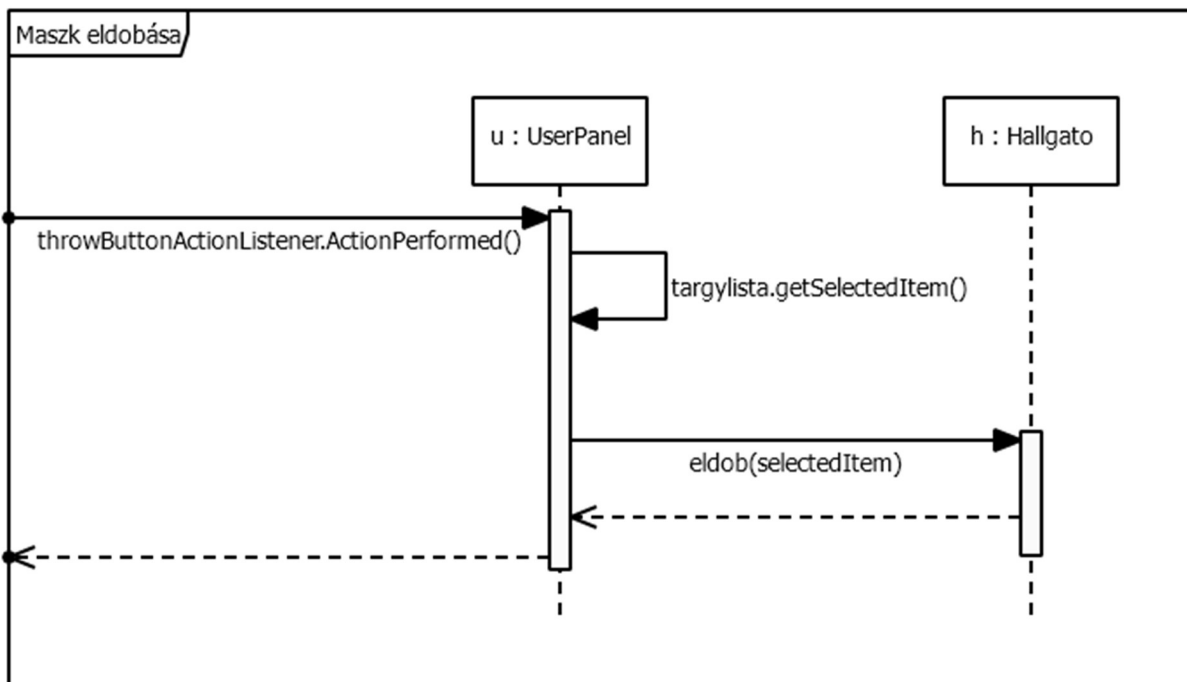 Maszk eldobása
u : UserPanel
h : Hallgato
throwButtonActionListener.ActionPerformed()
targylista.getSelectedItem()
eldob(selectedItem)